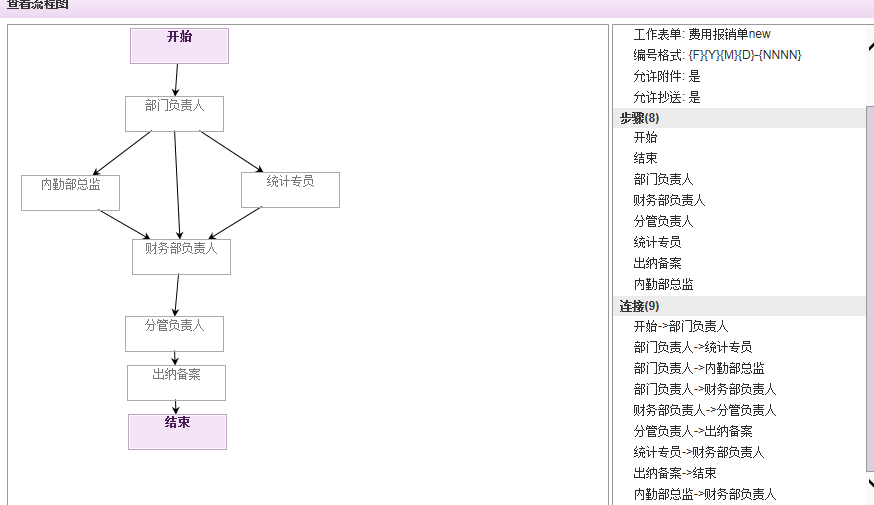 查看流程图
开始
部门负责人
内勤部总监
统计专员
财务部负责人
分管负责人
出纳备案
结束
工作表单: 费用报销单new
编号格式: {F}{Y}{M}{D}-{NNNN}
允许附件: 是
允许抄送: 是
步骤(8)
开始
结束
部门负责人
财务部负责人
分管负责人
统计专员
出纳备案
内勤部总监
连接(9)
开始->部门负责人
部门负责人->统计专员
部门负责人->内勤部总监
部门负责人->财务部负责人
财务部负责人->分管负责人
分管负责人->出纳备案
统计专员->财务部负责人
出纳备案->结束
内勤部总监->财务部负责人